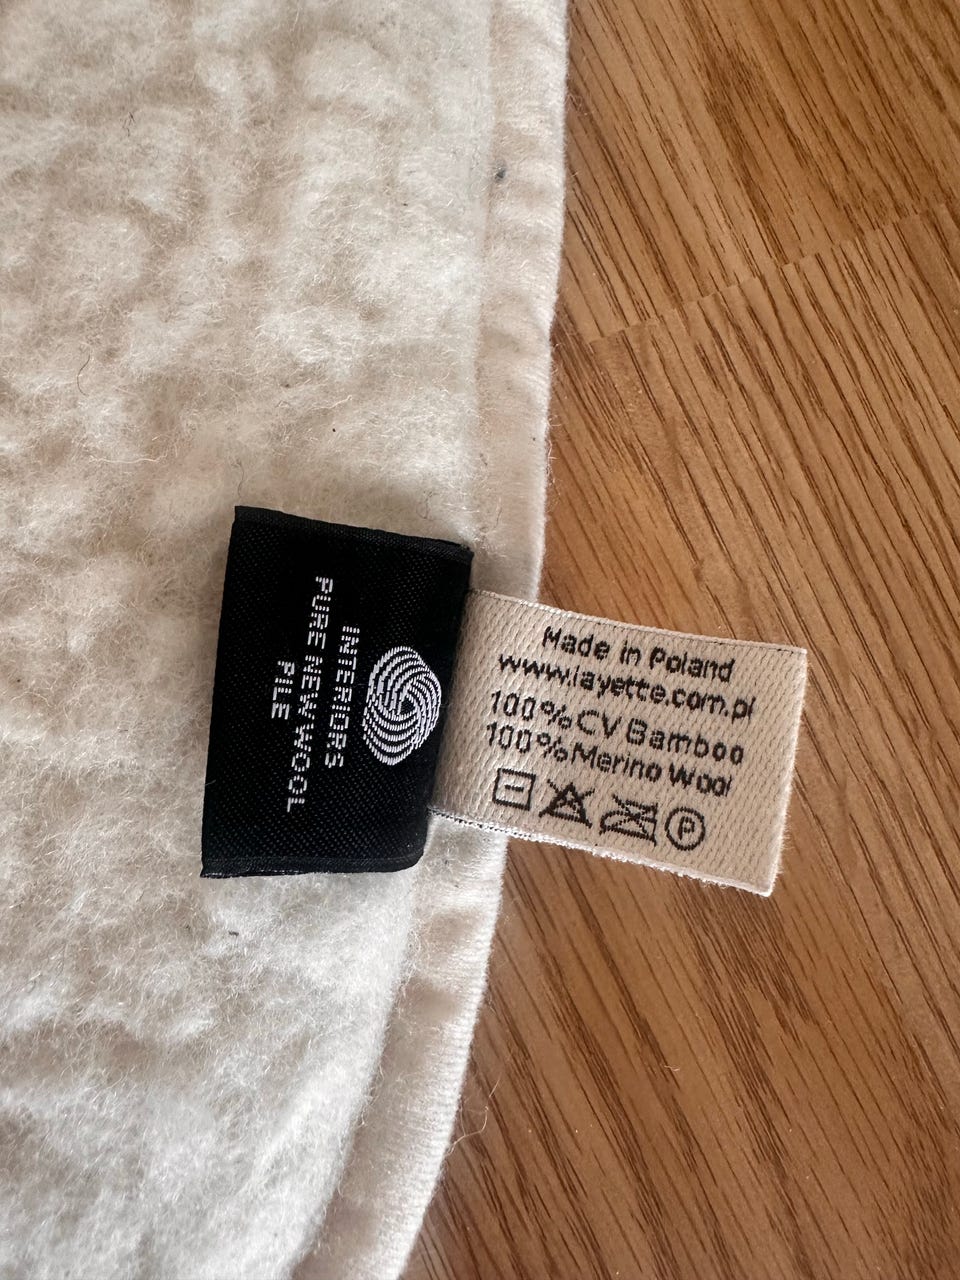 INTERIORS
PURE NEW WOOL
PILE
Made in Poland
www.layette.com.pl
100%CV Bamboo
100%Merino Wool
P